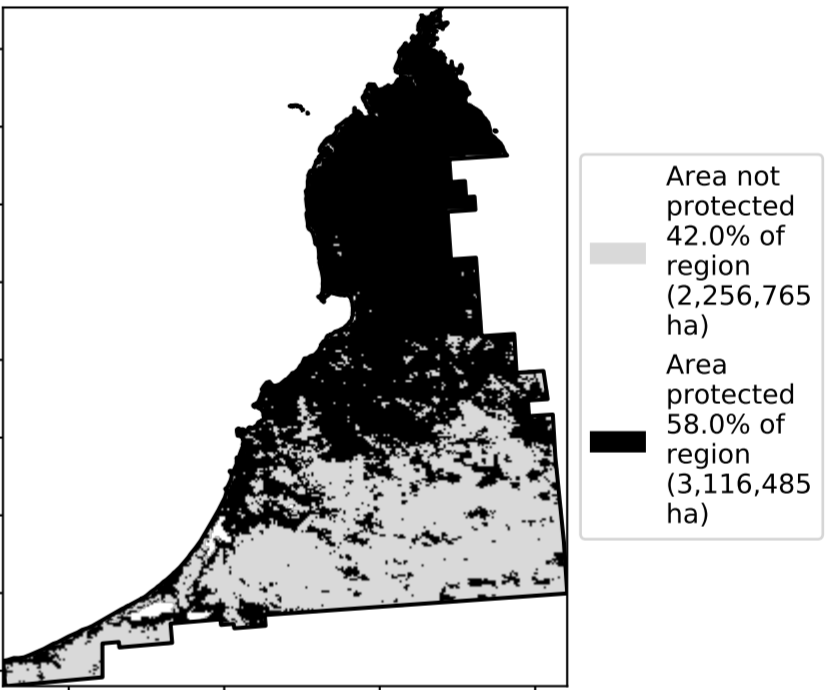 Area not
protected
42.0% of
region
(2,256,765
ha)
Area
protected
58.0% of
region
(3,116,485
ha)